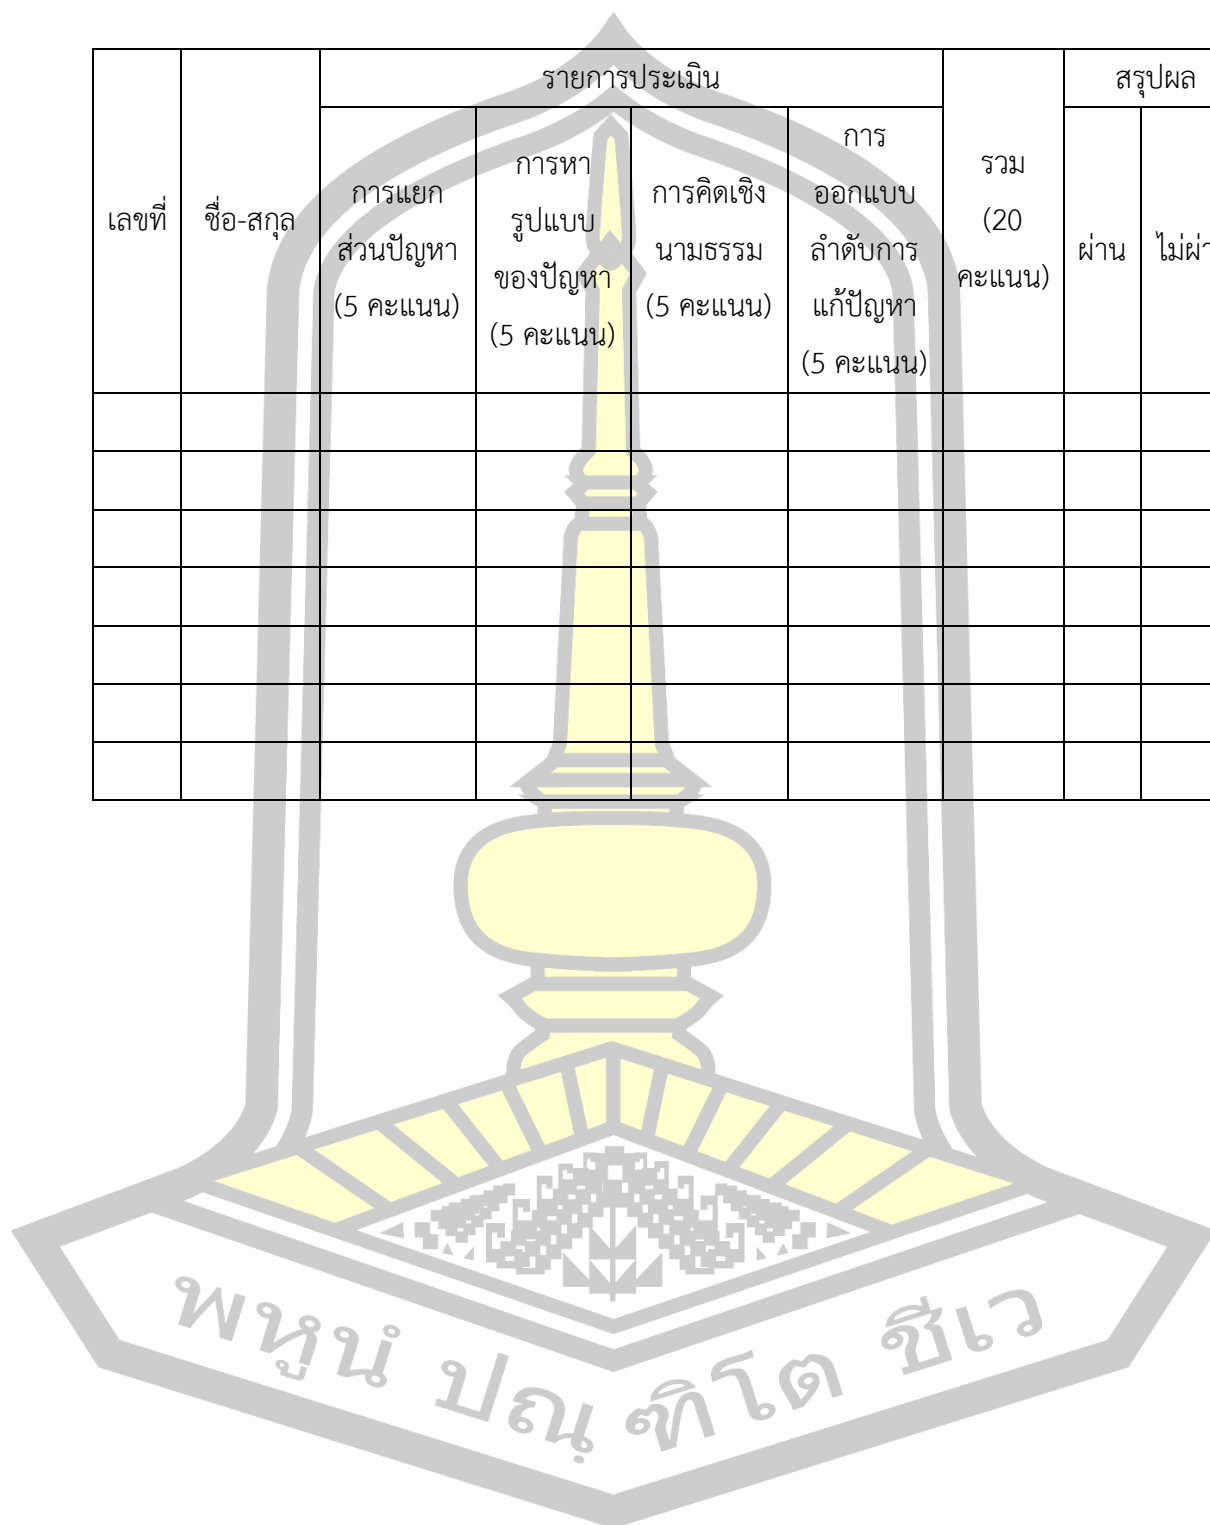 รายการประเมิน
สรุปผล
เลขที่
ชื่อ-สกุล
การแยก
ส่วนปัญหา
(5 คะแนน)
การหา
รูปแบบ
ของปัญหา
(5 คะแนน)
การคิดเชิง
นามธรรม
(5 คะแนน)
การ
ออกแบบ
ลำดับการ
แก้ปัญหา
(5 คะแนน)
รวม
(20
คะแนน)
ผ่าน
ไม่ผ่า
พหูนํ ปณฺฑิโต ชีเว